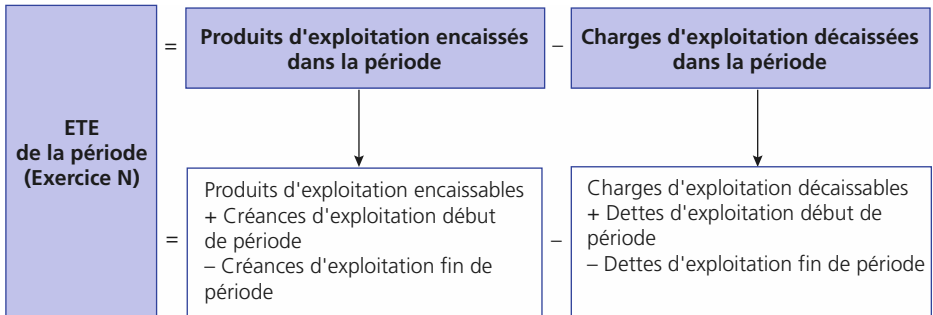 ETE
de la période
(Exercice N)
=
Produits d'exploitation encaissés
dans la période
–
Charges d'exploitation décaissées
dans la période
=
Produits d'exploitation encaissables
+ Créances d'exploitation début
de période
– Créances d'exploitation fin de
période
–
Charges d'exploitation décaissables
+ Dettes d'exploitation début de
période
– Dettes d'exploitation fin de période